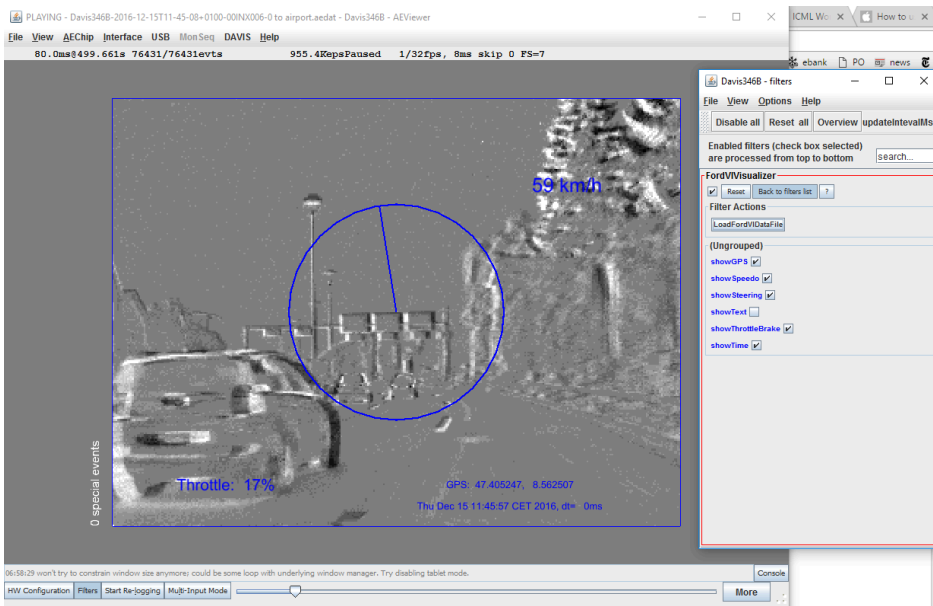 PLAYING - Davis346B-2016-12-15T11-45-08+0100-00INX006-0 to airport.aedat - Davis346B - AEViewer
File View AEChip Interface USB MonSeq DAVIS Help
80.0ms@499.661s 76431/76431evts 955.4KepsPaused 1/32fps, 8ms skip 0 FS=7
59 km/h
0 special events
Throttle: 17%
GPS: 47.405247, 8.562507
Thu Dec 15 11:45:57 CET 2016, dt= 0ms
06:58:29 won't try to constrain window size anymore; could be some loop with underlying window manager. Try disabling tablet mode.
Console
HW Configuration Filters Start Re-logging Multi-Input Mode
More
ICML Wo
How to u
ebank PO news
Davis346B - filters
File View Options Help
Disable all Reset all Overview updateIntevalMs
Enabled filters (check box selected)
are processed from top to bottom
search...
FordVIVisualizer
Reset Back to filters list ?
Filter Actions
LoadFordVIDataFile
(Ungrouped)
showGPS
showSpeedo
showSteering
showText
showThrottleBrake
showTime